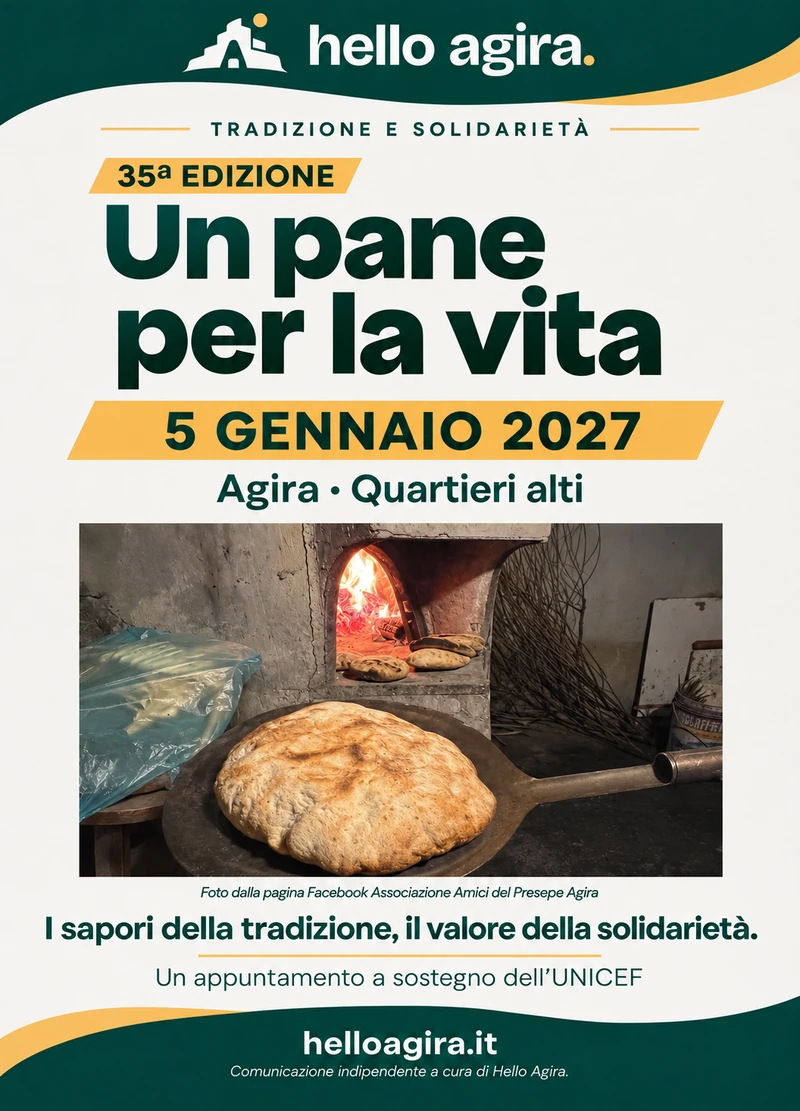 hello agira.
TRADIZIONE E SOLIDARIETÀ
35ª EDIZIONE
Un pane
per la vita
5 GENNAIO 2027
Agira • Quartieri alti
Foto dalla pagina Facebook Associazione Amici del Presepe Agira
I sapori della tradizione, il valore della solidarietà.
Un appuntamento a sostegno dell’UNICEF
helloagira.it
Comunicazione indipendente a cura di Hello Agira.